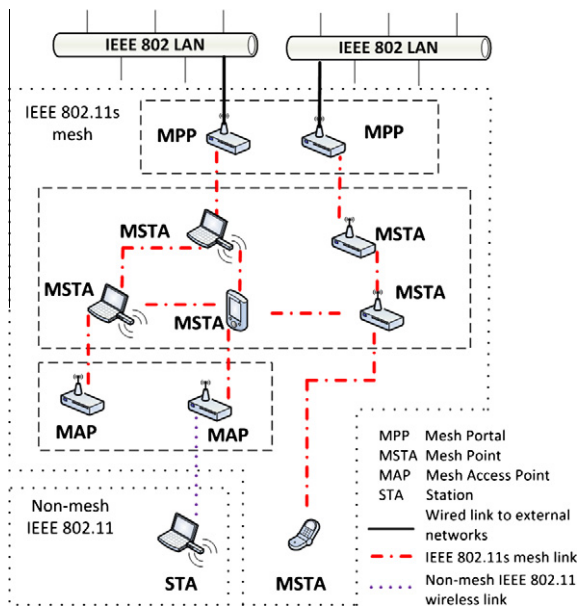 IEEE 802 LAN
IEEE 802 LAN
IEEE 802.11s
mesh
MPP
MPP
MSTA
MSTA
MSTA
MSTA
MSTA
MAP
MAP
Non-mesh
IEEE 802.11
STA
MSTA
MPP Mesh Portal
MSTA Mesh Point
MAP Mesh Access Point
STA Station
Wired link to external
networks
IEEE 802.11s mesh link
Non-mesh IEEE 802.11
wireless link